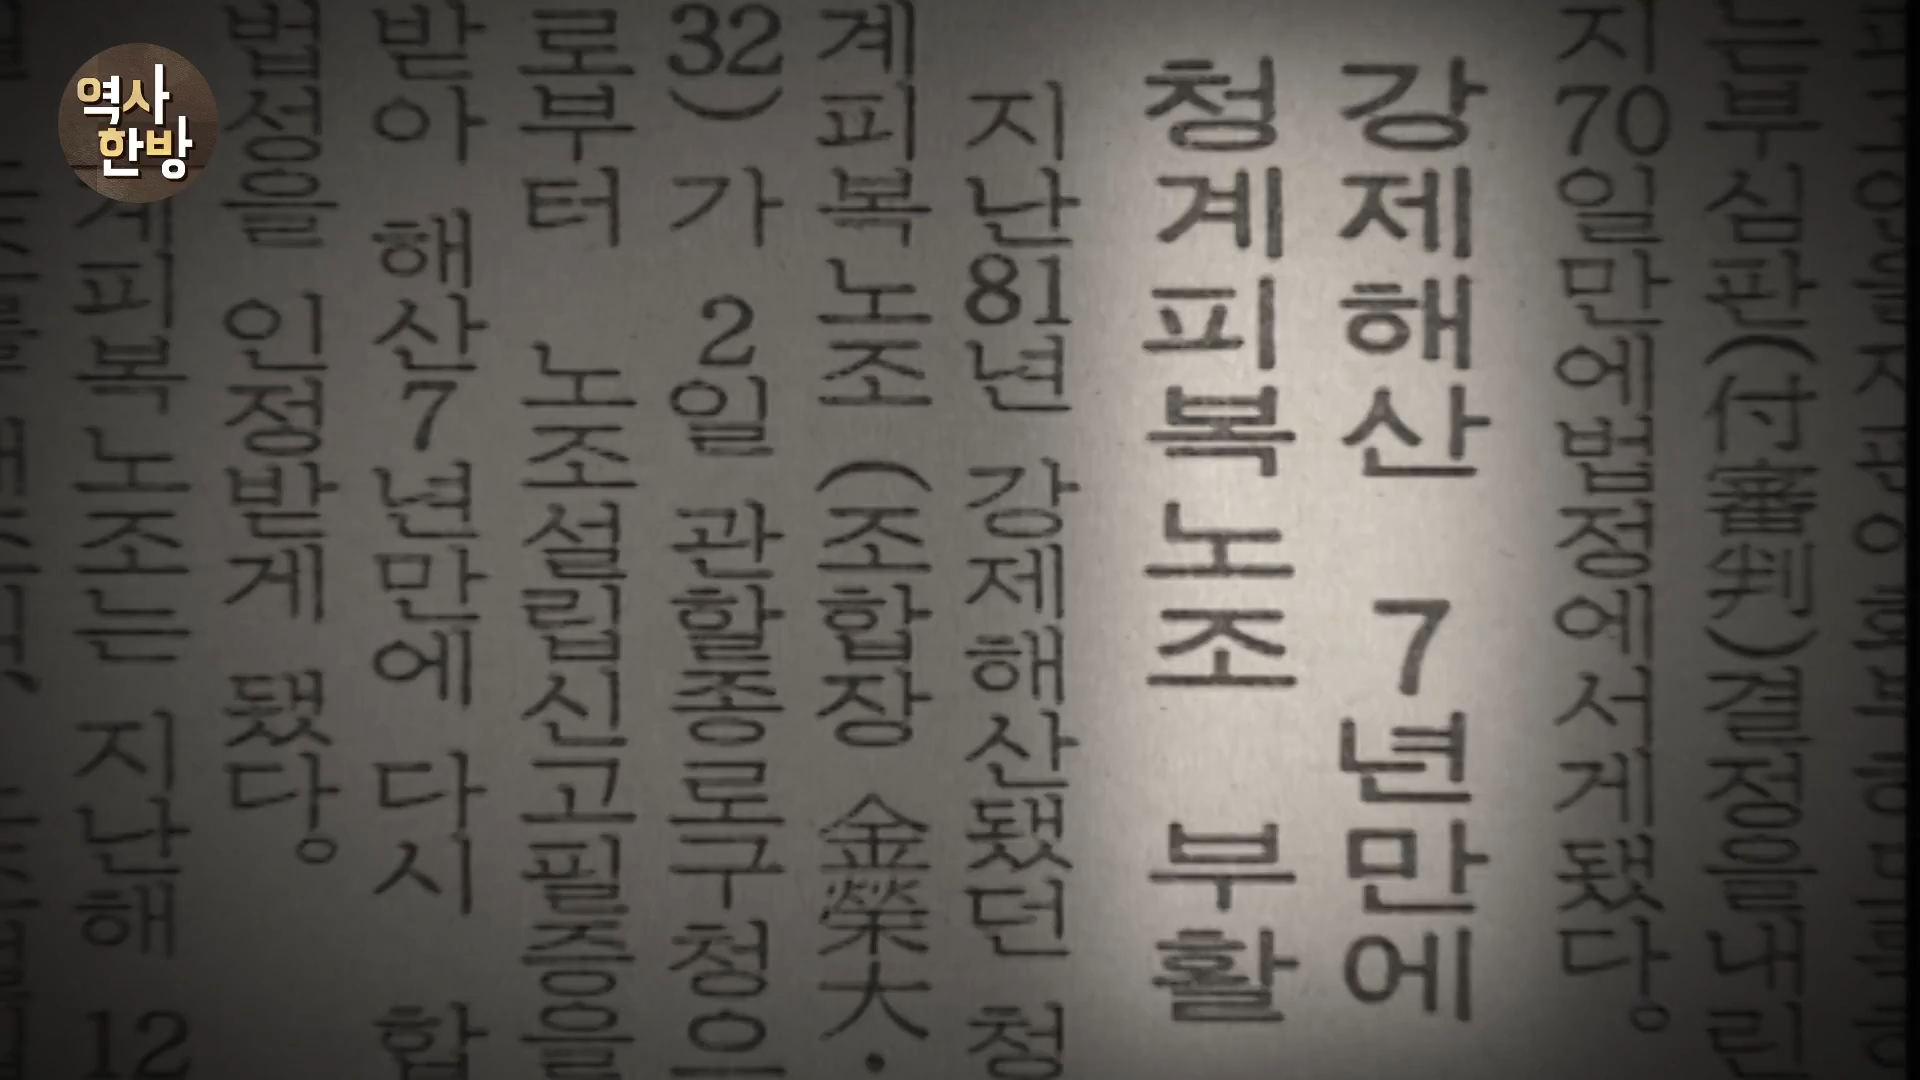 역사
한방
는부심판(付審判)결정을내린
지70일만에법정에서게됐다。
강제해산 7년만에
청계피복노조 부활
지난81년 강제해산됐던 청
계피복노조(조합장 金榮大·
32)가 2일 관할종로구청으
로부터 노조설립신고필증을
받아 해산7년만에 다시 합
법성을 인정받게 됐다。
계피복노조는 지난해 12